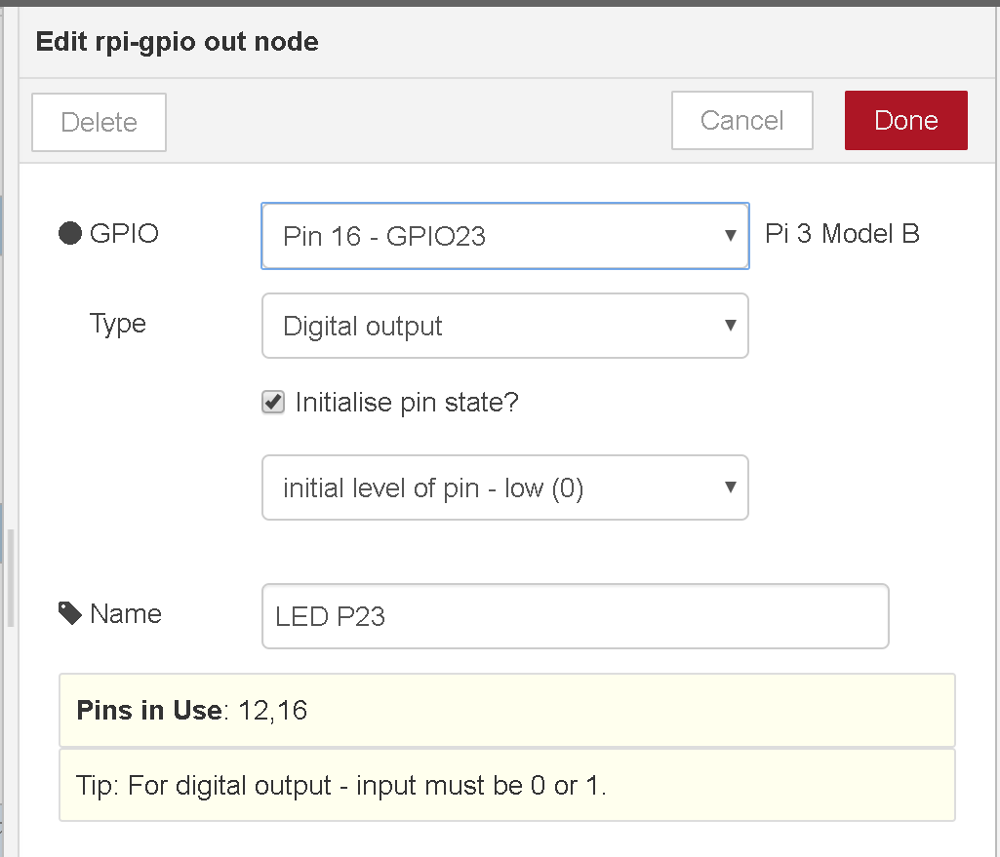 Edit rpi-gpio out node
Delete Cancel Done
GPIO Pin 16 - GPIO23 Pi 3 Model B
Type Digital output
Initialise pin state?
initial level of pin - low (0)
Name LED P23
Pins in Use: 12,16
Tip: For digital output - input must be 0 or 1.